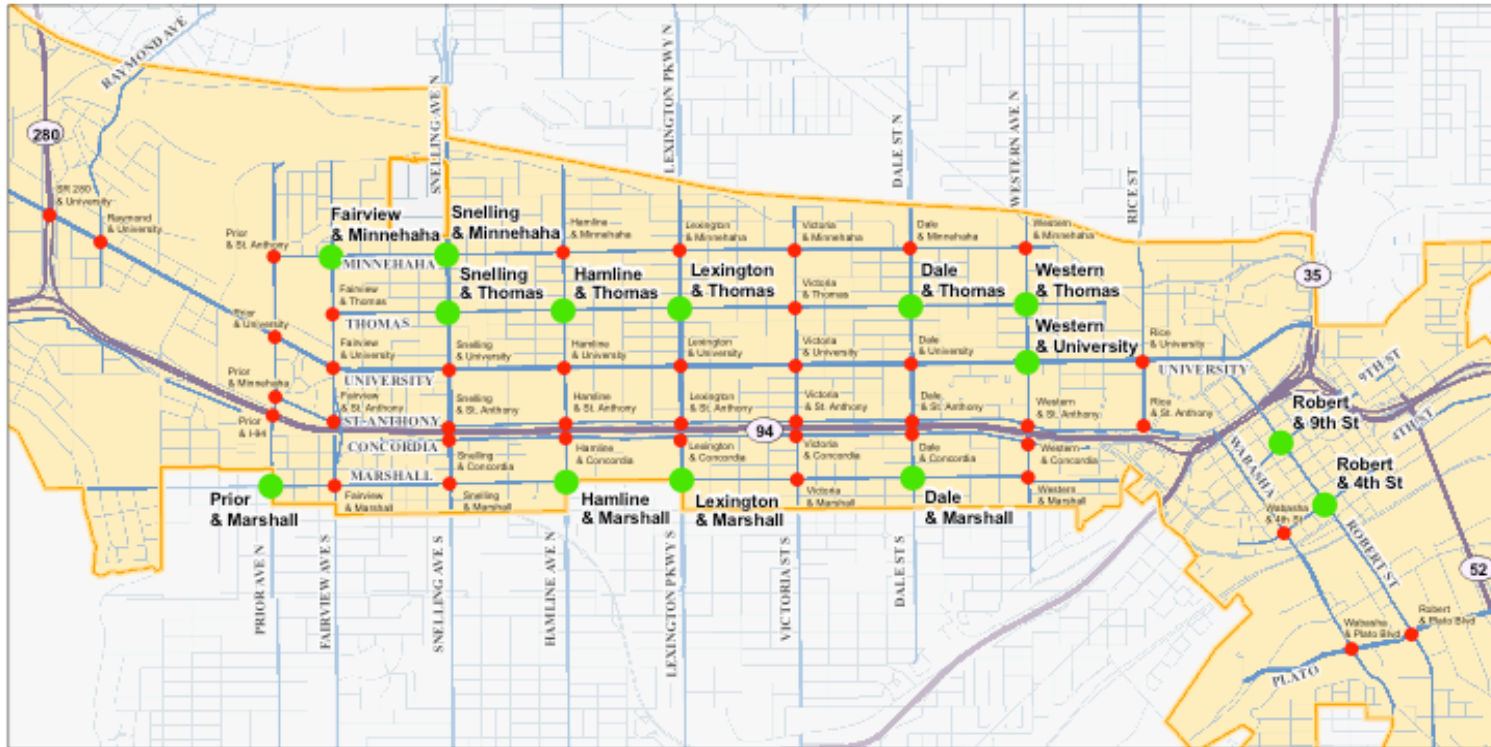 RAYMOND AVE
280
SNELLING AVE N
LEXINGTON PKWY N
DALE ST N
WESTERN AVE N
RICE ST
35
SR 280
& University
Raymond
& University
Prior
& St. Anthony
Fairview
& Minnehaha
Snelling
& Minnehaha
Hamline
& Minnehaha
Lexington
& Minnehaha
Victoria
& Minnehaha
Dale
& Minnehaha
Western
& Minnehaha
MINNEHAHA
Fairview
& Thomas
Snelling
& Thomas
Hamline
& Thomas
Lexington
& Thomas
Victoria
& Thomas
Dale
& Thomas
Western
& Thomas
THOMAS
Prior
& University
Fairview
& University
Snelling
& University
Hamline
& University
Lexington
& University
Victoria
& University
Dale
& University
Western
& University
Rice
& University
UNIVERSITY
UNIVERSITY
9TH ST
4TH ST
Prior
& Minnehaha
Fairview
& St. Anthony
Snelling
& St. Anthony
Hamline
& St. Anthony
Lexington
& St. Anthony
Victoria
& St. Anthony
Dale
& St. Anthony
Western
& St. Anthony
Rice
& St. Anthony
Robert
& 9th St
ST. ANTHONY
94
Prior
& I-94
CONCORDIA
Snelling
& Concordia
Hamline
& Concordia
Lexington
& Concordia
Victoria
& Concordia
Dale
& Concordia
Western
& Concordia
WABASHA
Robert
& 4th St
MARSHALL
Prior
& Marshall
Fairview
& Marshall
Snelling
& Marshall
Hamline
& Marshall
Lexington
& Marshall
Victoria
& Marshall
Dale
& Marshall
Western
& Marshall
Wabasha
& 4th St
ROBERT ST
52
PRIOR AVE N
FAIRVIEW AVE S
SNELLING AVE S
HAMLINE AVE N
LEXINGTON PKWY S
VICTORIA ST S
DALE ST S
Wabasha
& Plato Blvd
Robert
& Plato Blvd
PLATO